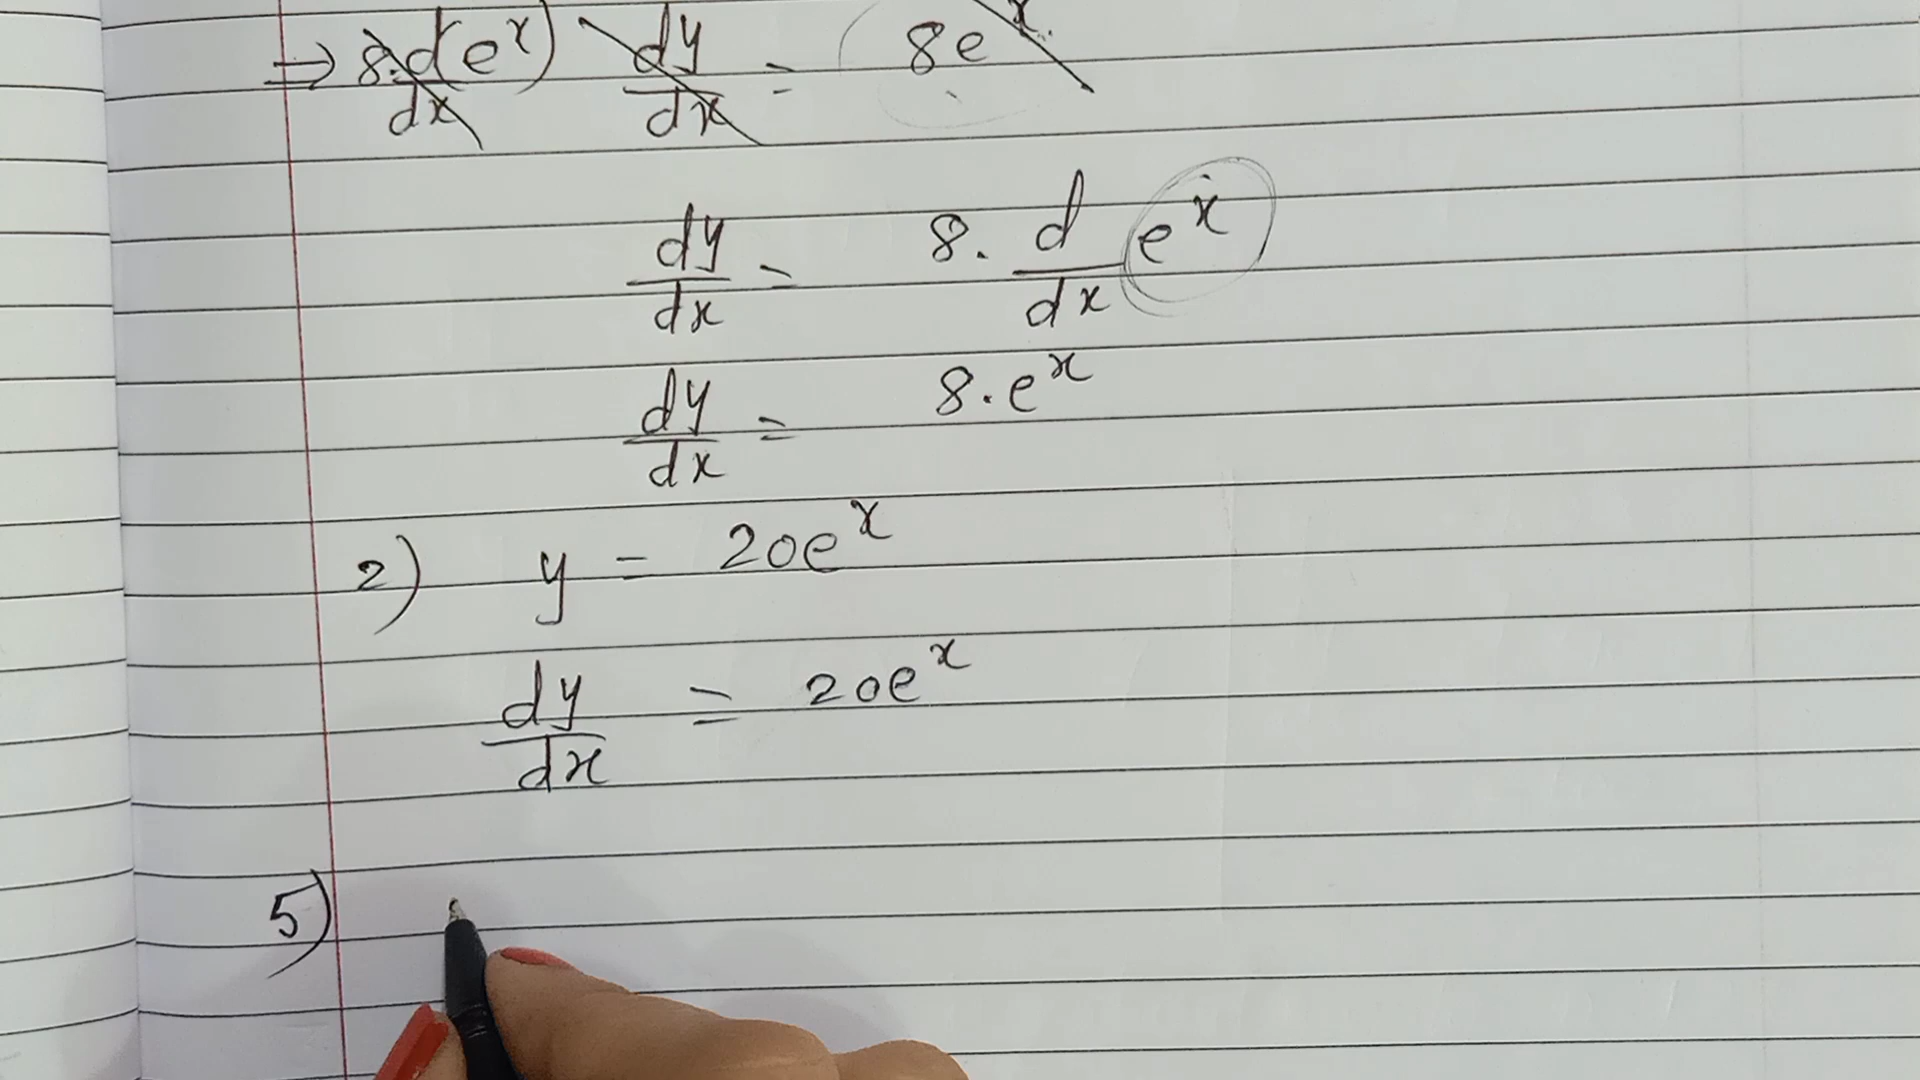 ⇒ 8.d(e^x)/dx dy/dx = 8e^x
dy/dx = 8. d/dx e^x
dy/dx = 8.e^x
2) y = 20e^x
dy/dx = 20e^x
5)